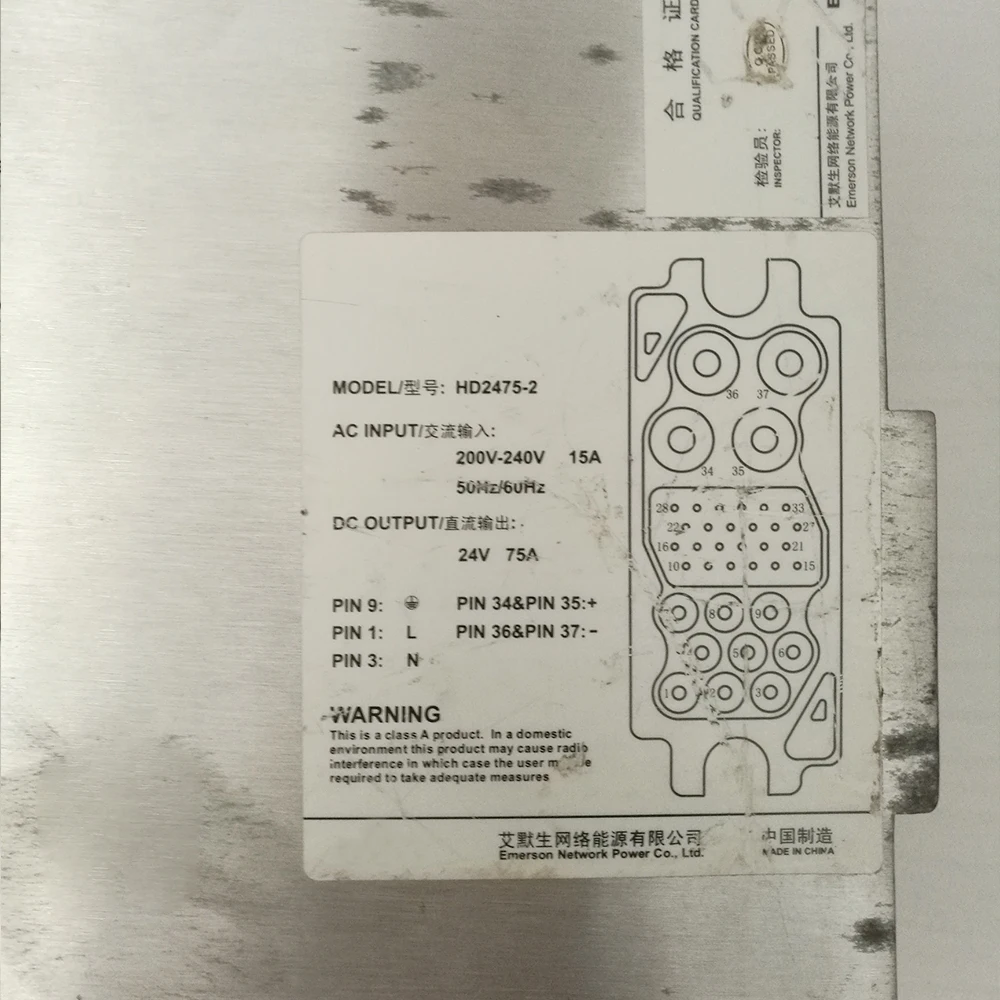 合格证
QUALIFICATION CARD
PASSED
检验员:
INSPECTOR:
艾默生网络能源有限公司
Emerson Network Power Co., Ltd.
MODEL/型号: HD2475-2
AC INPUT/交流输入:
200V-240V 15A
50Hz/60Hz
DC OUTPUT/直流输出:
24V 75A
PIN 9: PIN 34&PIN 35:+
PIN 1: L PIN 36&PIN 37:-
PIN 3: N
WARNING
This is a class A product. In a domestic
environment this product may cause radio
interference in which case the user
required to take adequate measures
36 37
34 35
28 33
22 27
16 21
10 15
8 9
5 6
1 2 3
艾默生网络能源有限公司 中国制造
Emerson Network Power Co., Ltd. MADE IN CHINA